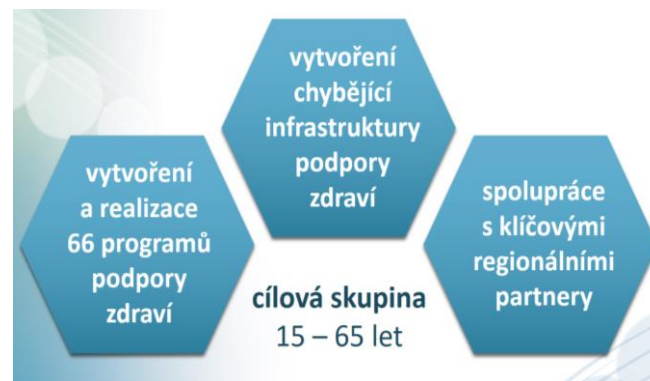 vytvoření
a realizace
66 programů
podpory
zdraví
vytvoření
chybějící
infrastruktury
podpory
zdraví
spolupráce
s klíčovými
regionálními
partnery
cílová skupina
15 – 65 let